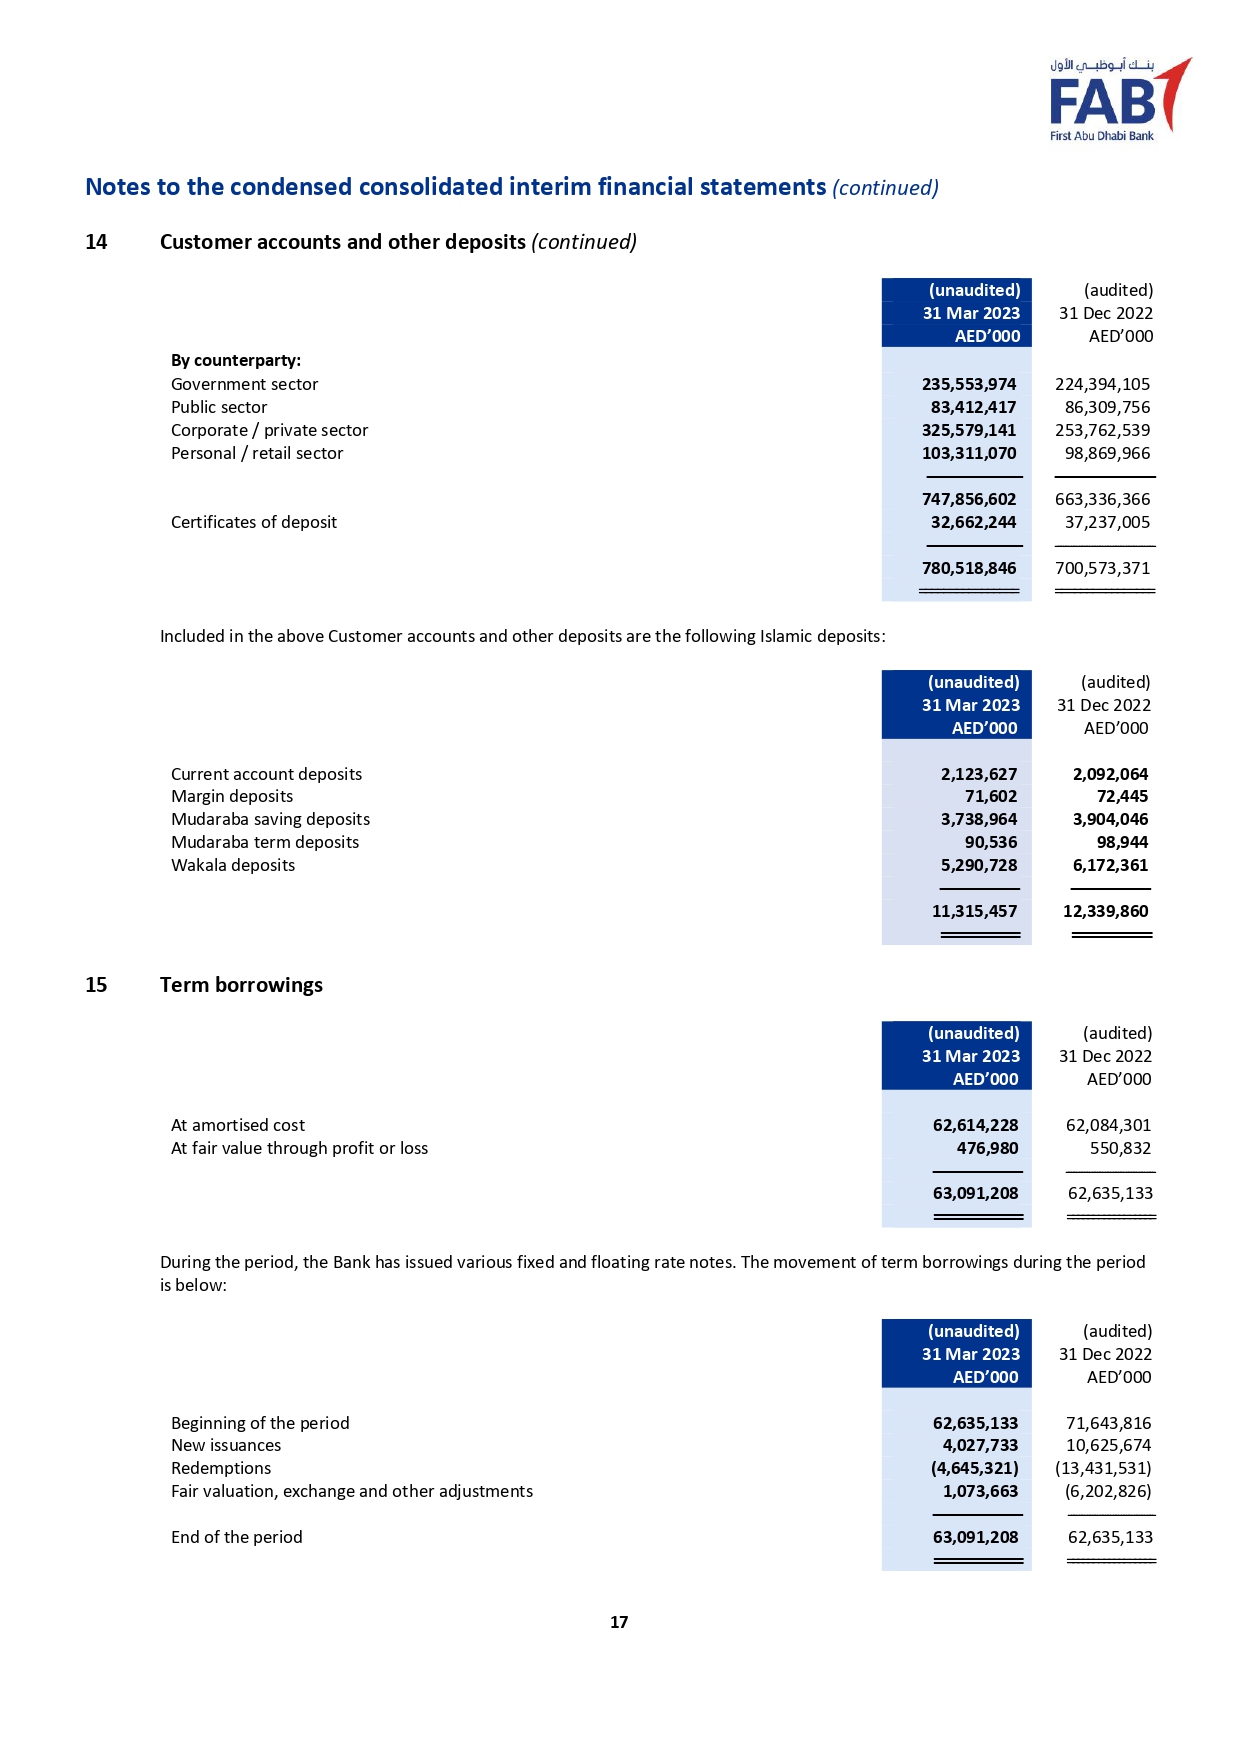 بنك أبوظبي الأول
FAB
First Abu Dhabi Bank
Notes to the condensed consolidated interim financial statements (continued)
14 Customer accounts and other deposits (continued)
(unaudited) (audited)
31 Mar 2023 31 Dec 2022
AED’000 AED’000
By counterparty:
Government sector 235,553,974 224,394,105
Public sector 83,412,417 86,309,756
Corporate / private sector 325,579,141 253,762,539
Personal / retail sector 103,311,070 98,869,966
747,856,602 663,336,366
Certificates of deposit 32,662,244 37,237,005
780,518,846 700,573,371
Included in the above Customer accounts and other deposits are the following Islamic deposits:
(unaudited) (audited)
31 Mar 2023 31 Dec 2022
AED’000 AED’000
Current account deposits 2,123,627 2,092,064
Margin deposits 71,602 72,445
Mudaraba saving deposits 3,738,964 3,904,046
Mudaraba term deposits 90,536 98,944
Wakala deposits 5,290,728 6,172,361
11,315,457 12,339,860
15 Term borrowings
(unaudited) (audited)
31 Mar 2023 31 Dec 2022
AED’000 AED’000
At amortised cost 62,614,228 62,084,301
At fair value through profit or loss 476,980 550,832
63,091,208 62,635,133
During the period, the Bank has issued various fixed and floating rate notes. The movement of term borrowings during the period
is below:
(unaudited) (audited)
31 Mar 2023 31 Dec 2022
AED’000 AED’000
Beginning of the period 62,635,133 71,643,816
New issuances 4,027,733 10,625,674
Redemptions (4,645,321) (13,431,531)
Fair valuation, exchange and other adjustments 1,073,663 (6,202,826)
End of the period 63,091,208 62,635,133
17